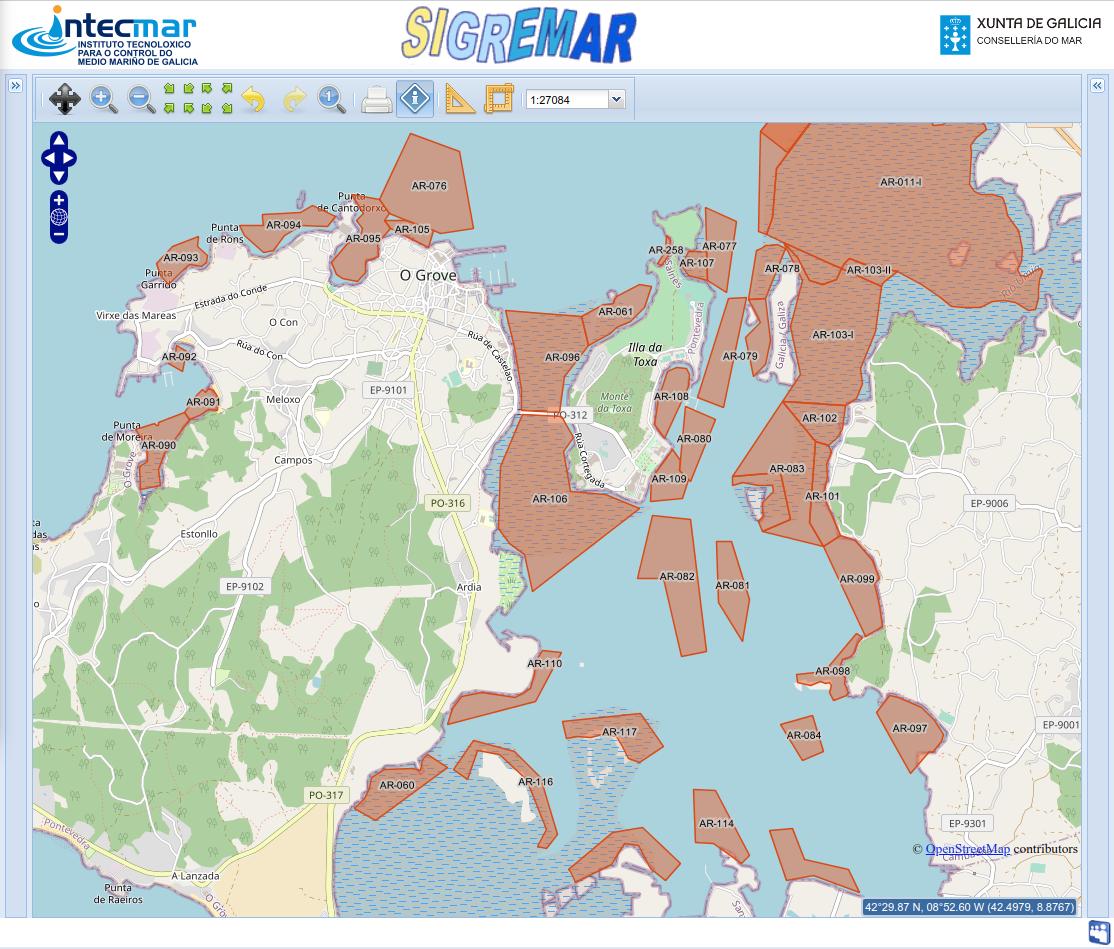 intecmar
INSTITUTO TECNOLÓXICO
PARA O CONTROL DO
MEDIO MARIÑO DE GALICIA
SIGREMAR
XUNTA DE GALICIA
CONSELLERÍA DO MAR
1
1:27084
AR-076
AR-011-I
Punta
de Cantodorxo
AR-094
AR-105
Punta
de Rons
AR-095
AR-093
AR-258
AR-077
AR-107
AR-078
AR-103-II
Punta
Garrido
O Grove
Salnés
Estrada do Conde
Virxe das Mareas
O Con
AR-061
Pontevedra
Galicia / Galiza
AR-103-I
Rúa do Con
Rúa de Castelao
Illa da
Toxa
AR-092
AR-096
AR-079
EP-9101
Monte
da Toxa
AR-108
AR-091
Meloxo
PO-312
AR-102
Punta
de Moreira
AR-090
AR-080
Rúa Cortegada
O Grove
Campos
AR-083
AR-109
AR-106
AR-101
PO-316
EP-9006
Estonllo
AR-082
AR-081
AR-099
EP-9102
Ardia
AR-110
AR-098
AR-117
AR-084
AR-097
EP-9001
AR-060
AR-116
PO-317
AR-114
EP-9301
Pontevedra
© OpenStreetMap contributors
A Lanzada
Punta
de Raeiros
O Gro
San
42°29.87 N, 08°52.60 W (42.4979, 8.8767)